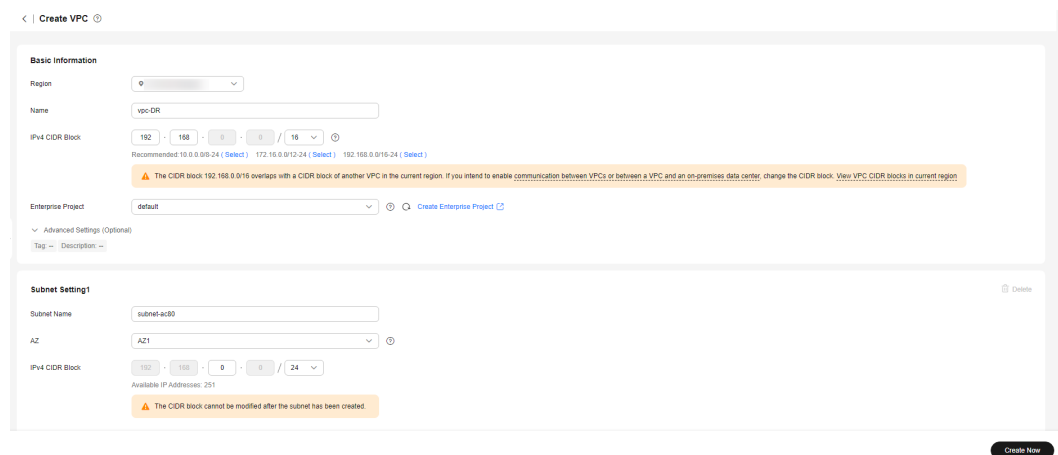 Create VPC
Basic Information
Region
Name vpc-DR
IPv4 CIDR Block 192 . 168 . 0 . 0 / 16
Recommended:10.0.0.0/8-24 ( Select ) 172.16.0.0/12-24 ( Select ) 192.168.0.0/16-24 ( Select )
The CIDR block 192.168.0.0/16 overlaps with a CIDR block of another VPC in the current region. If you intend to enable communication between VPCs or between a VPC and an on-premises data center, change the CIDR block. View VPC CIDR blocks in current region
Enterprise Project default Create Enterprise Project
Advanced Settings (Optional)
Tag: -- Description: --
Subnet Setting1 Delete
Subnet Name subnet-ac80
AZ AZ1
IPv4 CIDR Block 192 . 168 . 0 . 0 / 24
Available IP Addresses: 251
The CIDR block cannot be modified after the subnet has been created.
Create Now